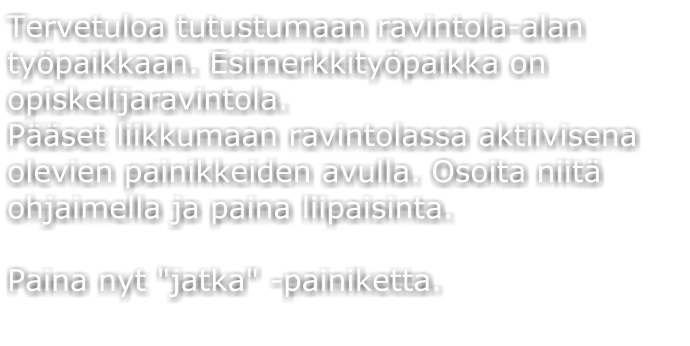 Tervetuloa tutustumaan ravintola-alan
työpaikkaan. Esimerkkityöpaikka on
opiskelijaravintola.
Pääset liikkumaan ravintolassa aktiivisena
olevien painikkeiden avulla. Osoita niitä
ohjaimella ja paina liipaisinta.

Paina nyt "jatka" -painiketta.